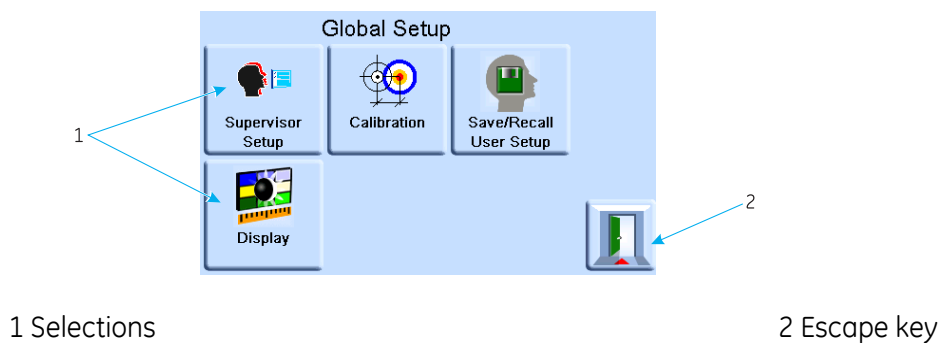 Global Setup
Supervisor
Setup
Calibration
Save/Recall
User Setup
1
Display
2
1 Selections
2 Escape key